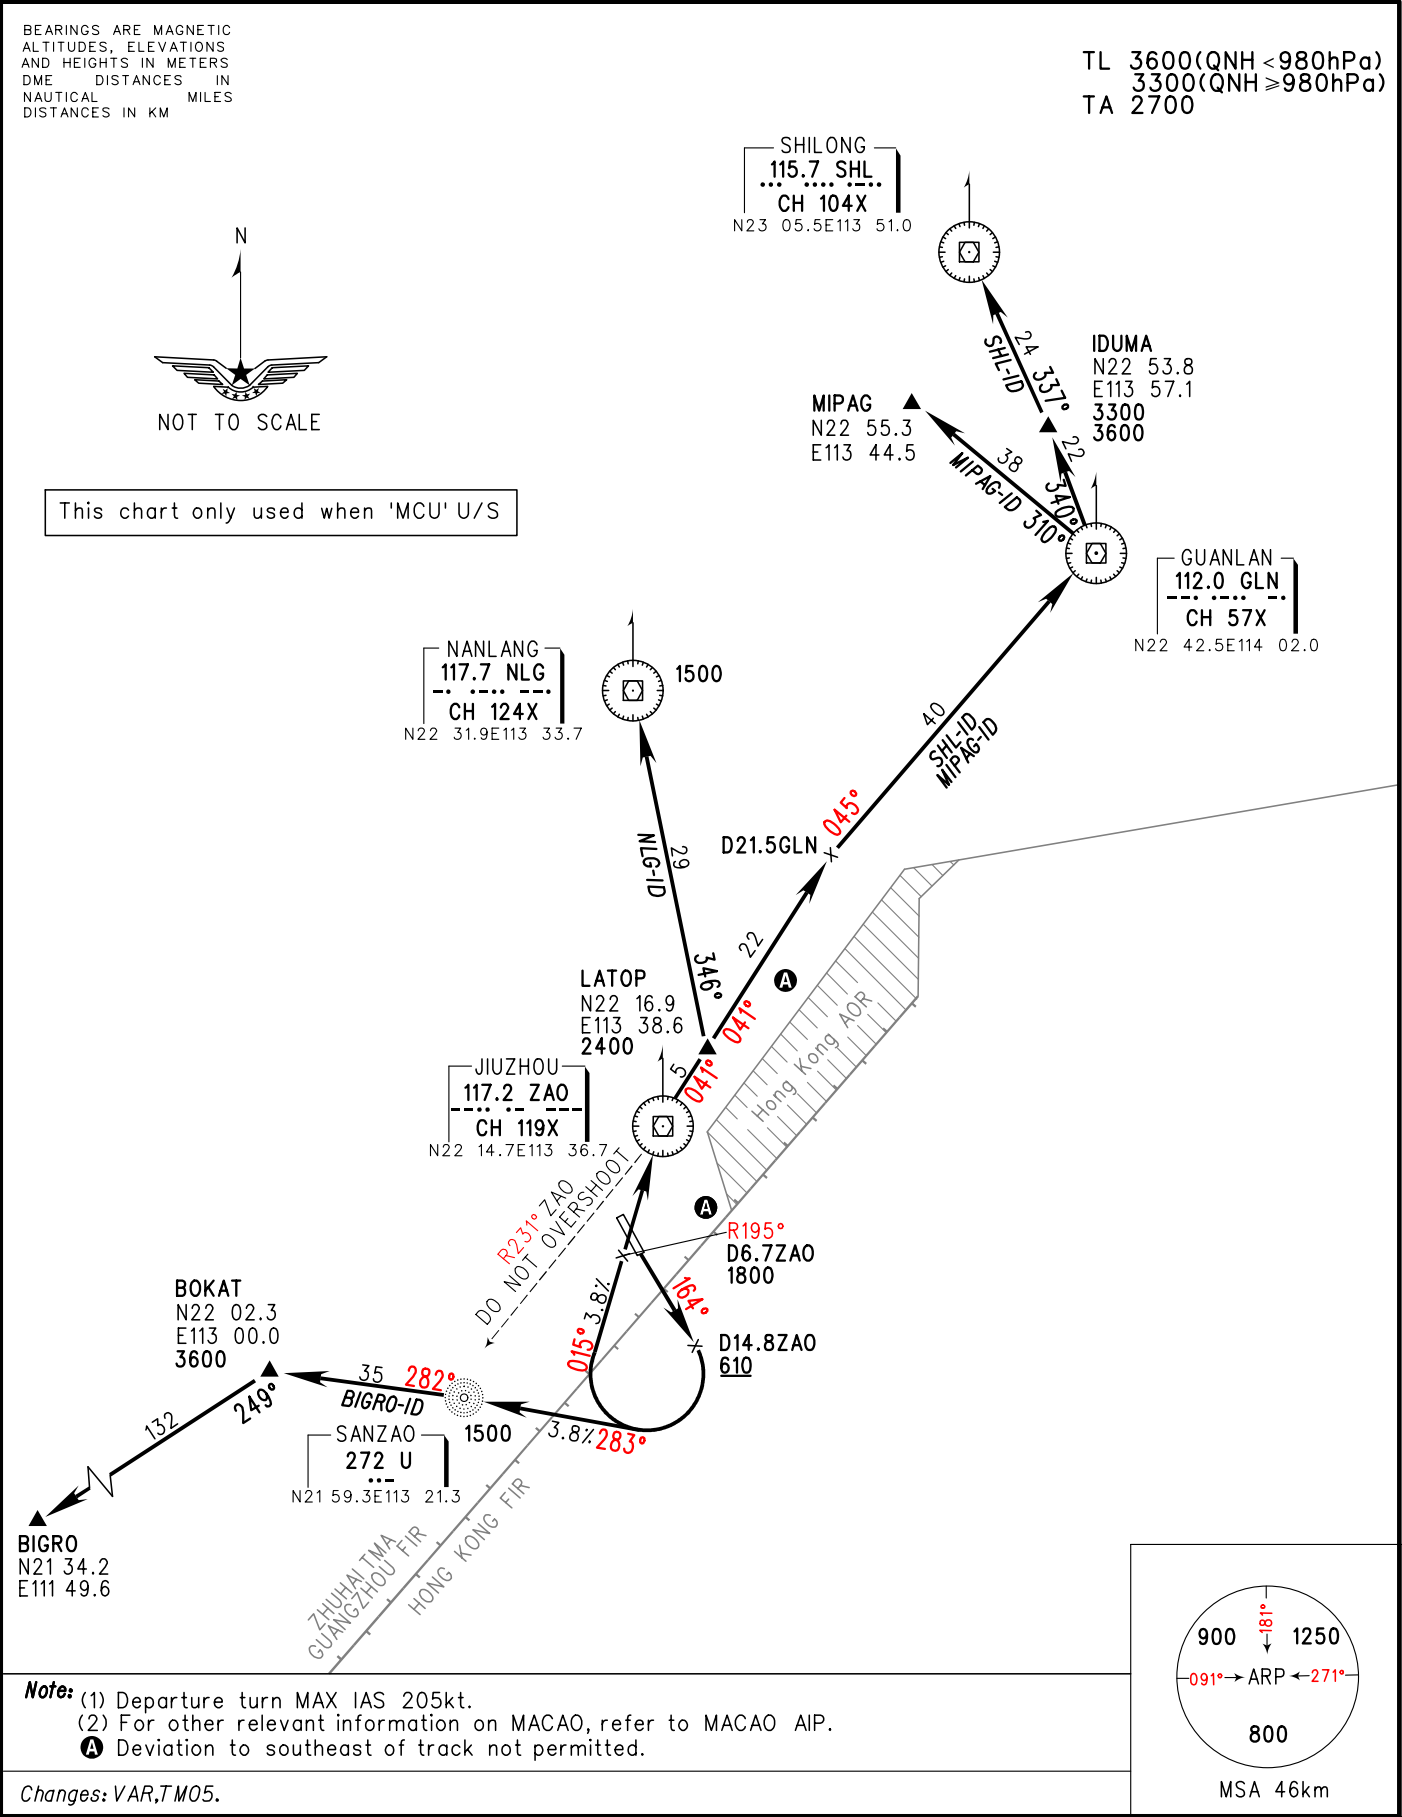 BEARINGS ARE MAGNETIC
ALTITUDES, ELEVATIONS
AND HEIGHTS IN METERS
DME DISTANCES IN
NAUTICAL MILES
DISTANCES IN KM
TL 3600(QNH <980hPa)
3300(QNH ≥980hPa)
TA 2700
SHILONG
115.7 SHL
CH 104X
N23 05.5E113 51.0
N
NOT TO SCALE
24 337°
SHL-ID
IDUMA
N22 53.8
E113 57.1
3300
3600
MIPAG
N22 55.3
E113 44.5
38
MIPAG-ID 310°
22
340°
This chart only used when 'MCU' U/S
GUANLAN
112.0 GLN
CH 57X
N22 42.5E114 02.0
NANLANG
117.7 NLG
CH 124X
N22 31.9E113 33.7
1500
40
SHL-ID
MIPAG-ID
045°
D21.5GLN
29
NLG-ID
346°
22
041°
A
LATOP
N22 16.9
E113 38.6
2400
5
041°
Hong Kong AOR
JIUZHOU
117.2 ZAO
CH 119X
N22 14.7E113 36.7
R231° ZAO
DO NOT OVERSHOOT
A
R195°
D6.7ZAO
1800
164°
D14.8ZAO
610
3.8%
015°
BOKAT
N22 02.3
E113 00.0
3600
35 282°
BIGRO-ID
249°
132
1500
3.8% 283°
SANZAO
272 U
N21 59.3E113 21.3
BIGRO
N21 34.2
E111 49.6
ZHUHAI TMA
GUANGZHOU FIR
HONG KONG FIR
181°
900 1250
091° ARP 271°
800
MSA 46km
Note: (1) Departure turn MAX IAS 205kt.
(2) For other relevant information on MACAO, refer to MACAO AIP.
A Deviation to southeast of track not permitted.
Changes: VAR,TM05.